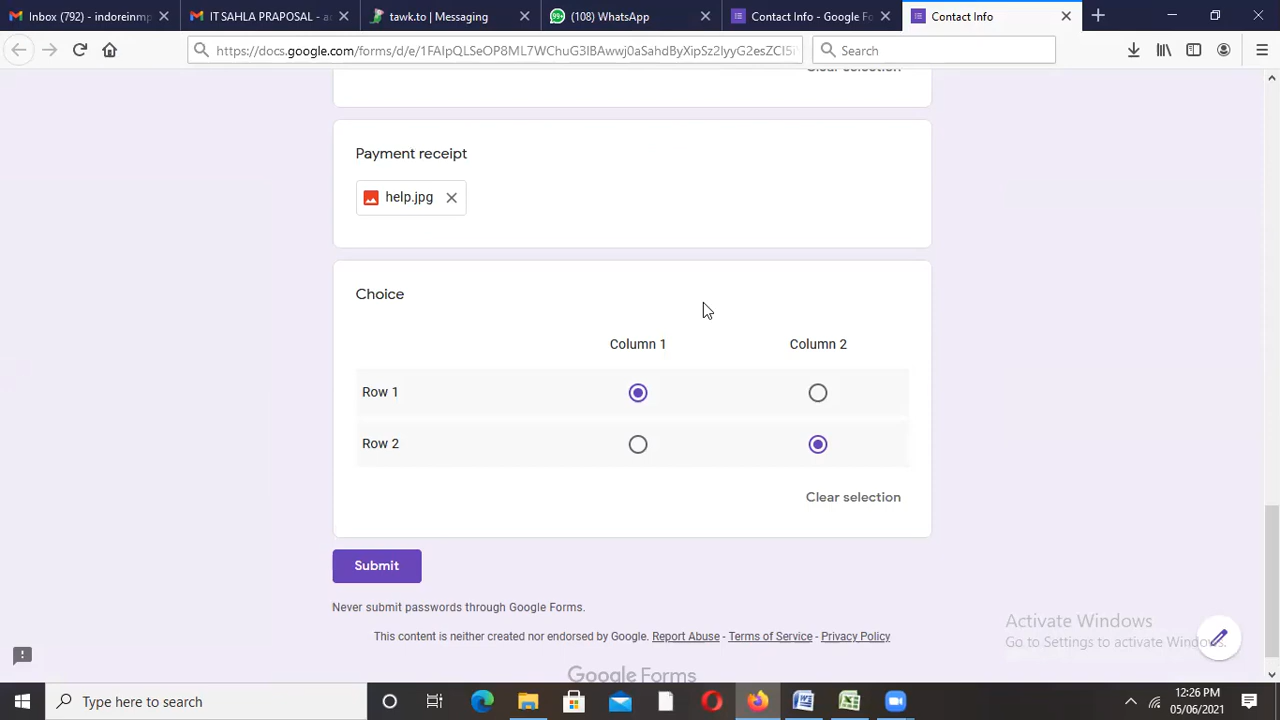 Inbox (792) - indoreinmp
TSAHLA PRAPOSAL - a
tawk.to | Messaging
(108) WhatsApp
Contact Info - Google Fo
Contact Info
https://docs.google.com/forms/d/e/
Search
Clear selection
Payment receipt
help.jpg
Choice
Column 1 Column 2
Row 1
Row 2
Clear selection
Submit
Never submit passwords through Google Forms.
This content is neither created nor endorsed by Google. Report Abuse - Terms of Service - Privacy Policy
Google Forms
Activate Windows
Go to Settings to activate Windows.
Type here to search
12:26 PM
05/06/2021